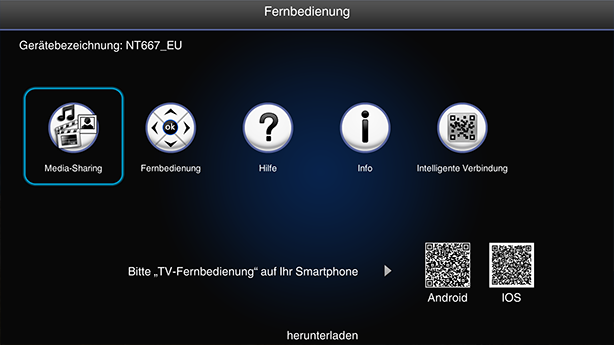 Fernbedienung
Gerätebezeichnung: NT667_EU
ok
Media-Sharing
Fernbedienung
Hilfe
Info
Intelligente Verbindung
Bitte „TV-Fernbedienung“ auf Ihr Smartphone
Android
IOS
herunterladen